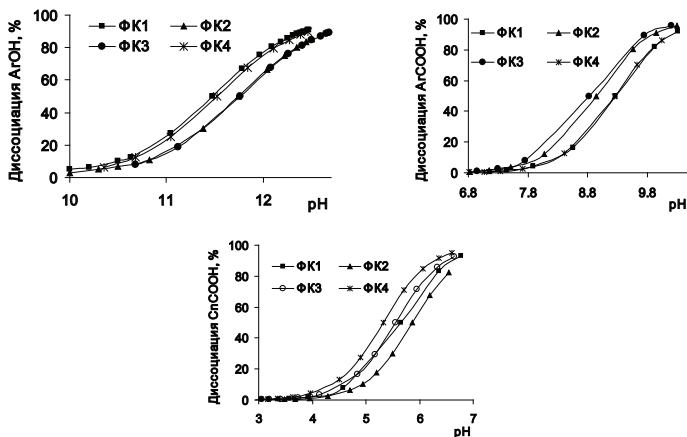 Диссоциация ArOH, %
100
80
60
40
20
0
ФК1 ФК2
ФК3 ФК4
10 11 12
pH
Диссоциация ArCOOH, %
100
80
60
40
20
0
ФК1 ФК2
ФК3 ФК4
6.8 7.8 8.8 9.8
pH
Диссоциация CnCOOH, %
100
80
60
40
20
0
ФК1 ФК2
ФК3 ФК4
3 4 5 6 7
pH